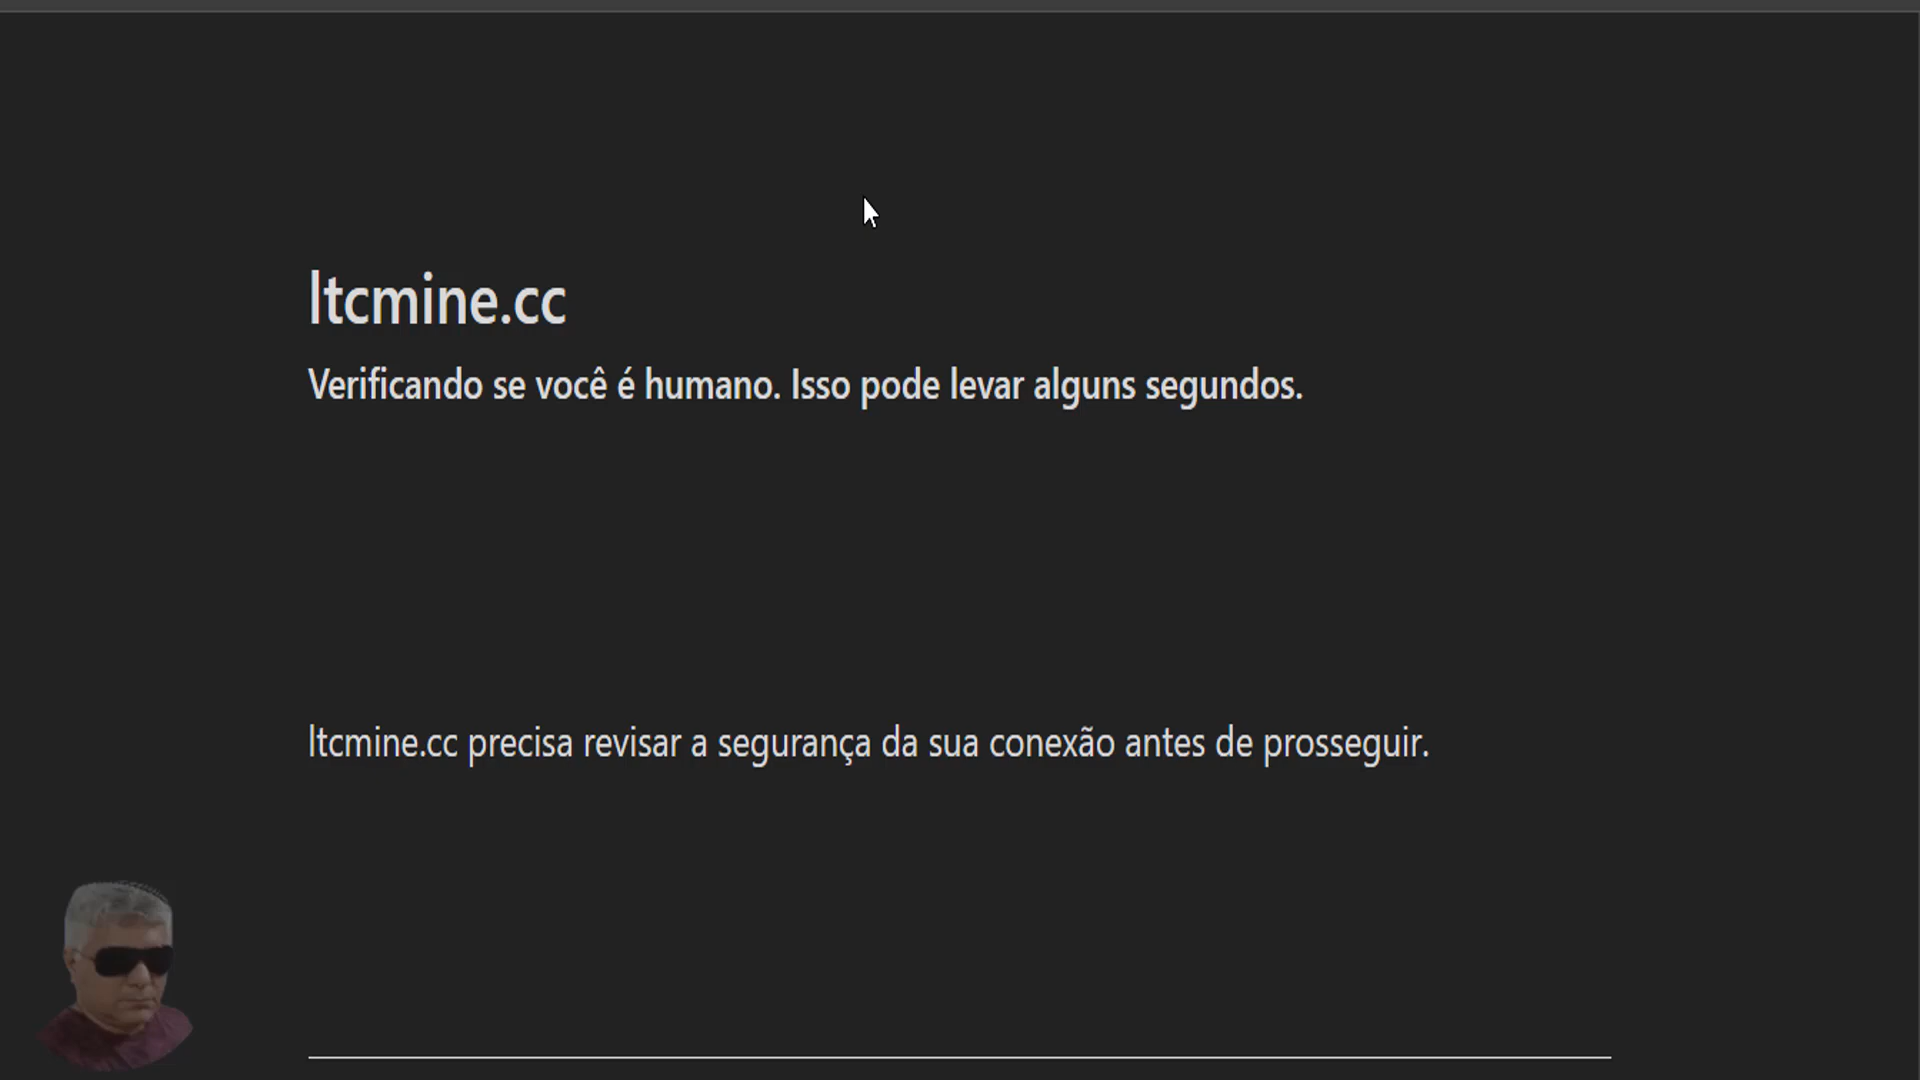 ltcmine.cc
Verificando se você é humano. Isso pode levar alguns segundos.
ltcmine.cc precisa revisar a segurança da sua conexão antes de prosseguir.